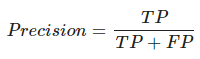 Precision = TP / (TP + FP)